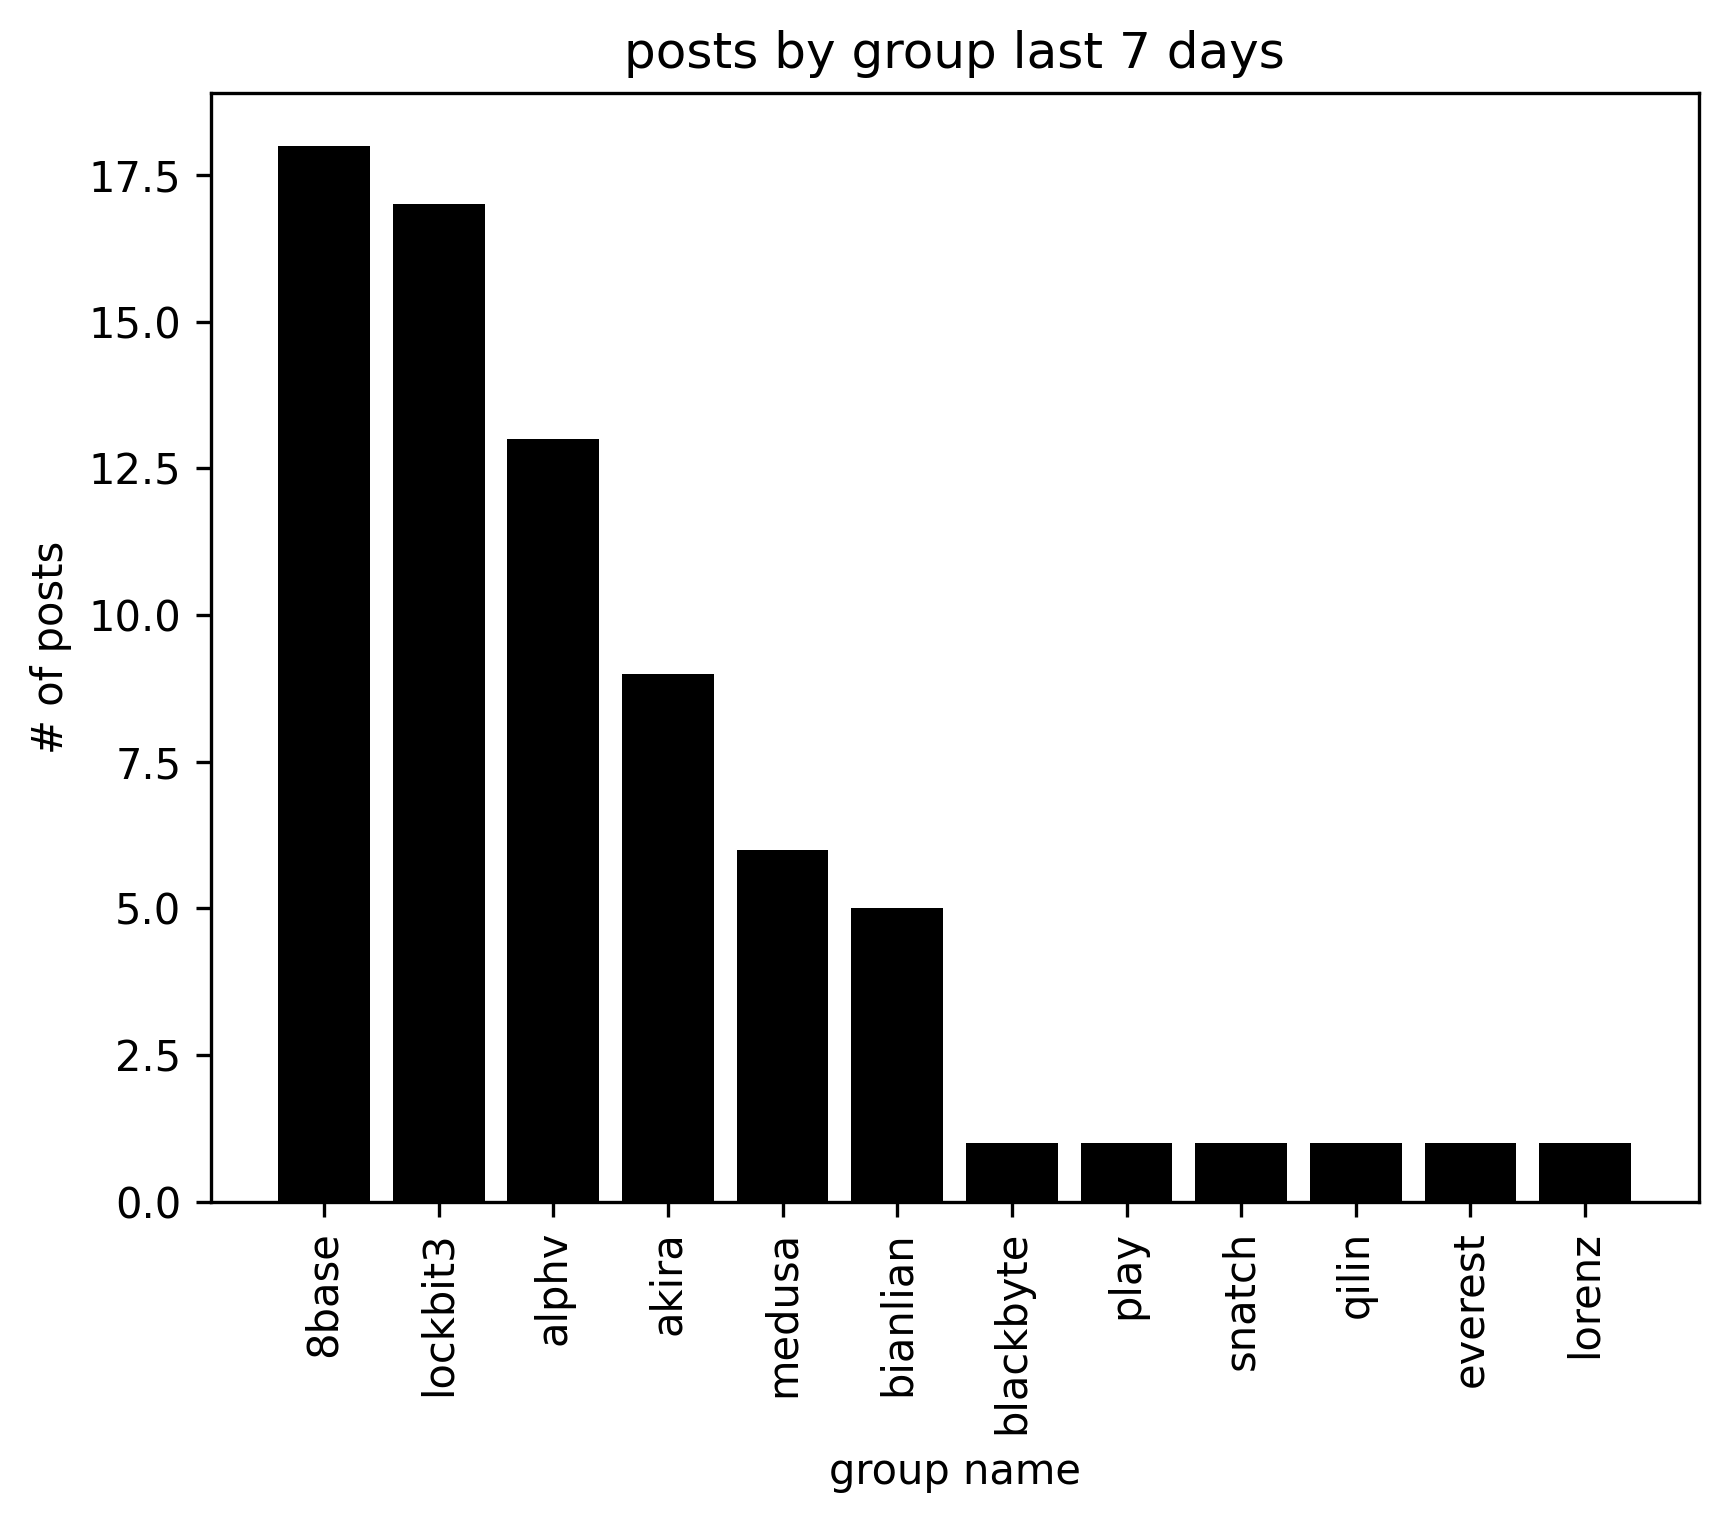 posts by group last 7 days
# of posts
17.5
15.0
12.5
10.0
7.5
5.0
2.5
0.0
8base
lockbit3
alphv
akira
medusa
bianlian
blackbyte
play
snatch
qilin
everest
lorenz
group name